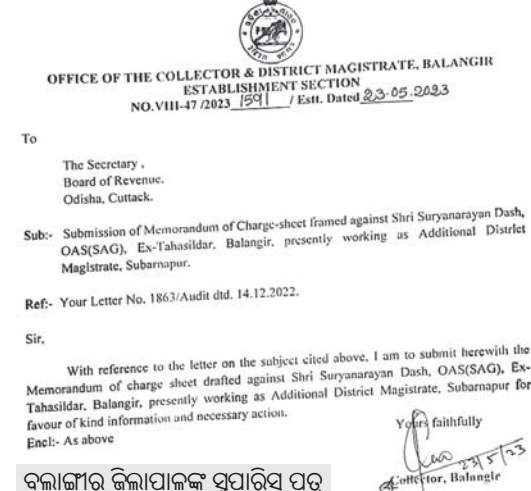 OFFICE OF THE COLLECTOR & DISTRICT MAGISTRATE, BALANGIR
ESTABLISHMENT SECTION
NO.VIII-47 /2023 1591 / Estt. Dated 23.05.2023
To
The Secretary .
Board of Revenue.
Odisha, Cuttack.
Sub:- Submission of Memorandum of Charge-sheet framed against Shri Suryanarayan Dash,
OAS(SAG), Ex-Tahasildar, Balangir, presently working as Additional District
Magistrate, Subarnapur.
Ref:- Your Letter No. 1863/Audit dtd. 14.12.2022.
Sir,
With reference to the letter on the subject cited above, I am to submit herewith the
Memorandum of charge sheet drafted against Shri Suryanarayan Dash, OAS(SAG), Ex-
Tahasildar, Balangir, presently working as Additional District Magistrate, Subarnapur for
favour of kind information and necessary action.
Encl:- As above
Yours faithfully
23/5/23
Collector, Balangir
ବଲାଙ୍ଗୀର ଜିଲାପାଳଙ୍କ ସୁପାରିସ ପତ୍ର